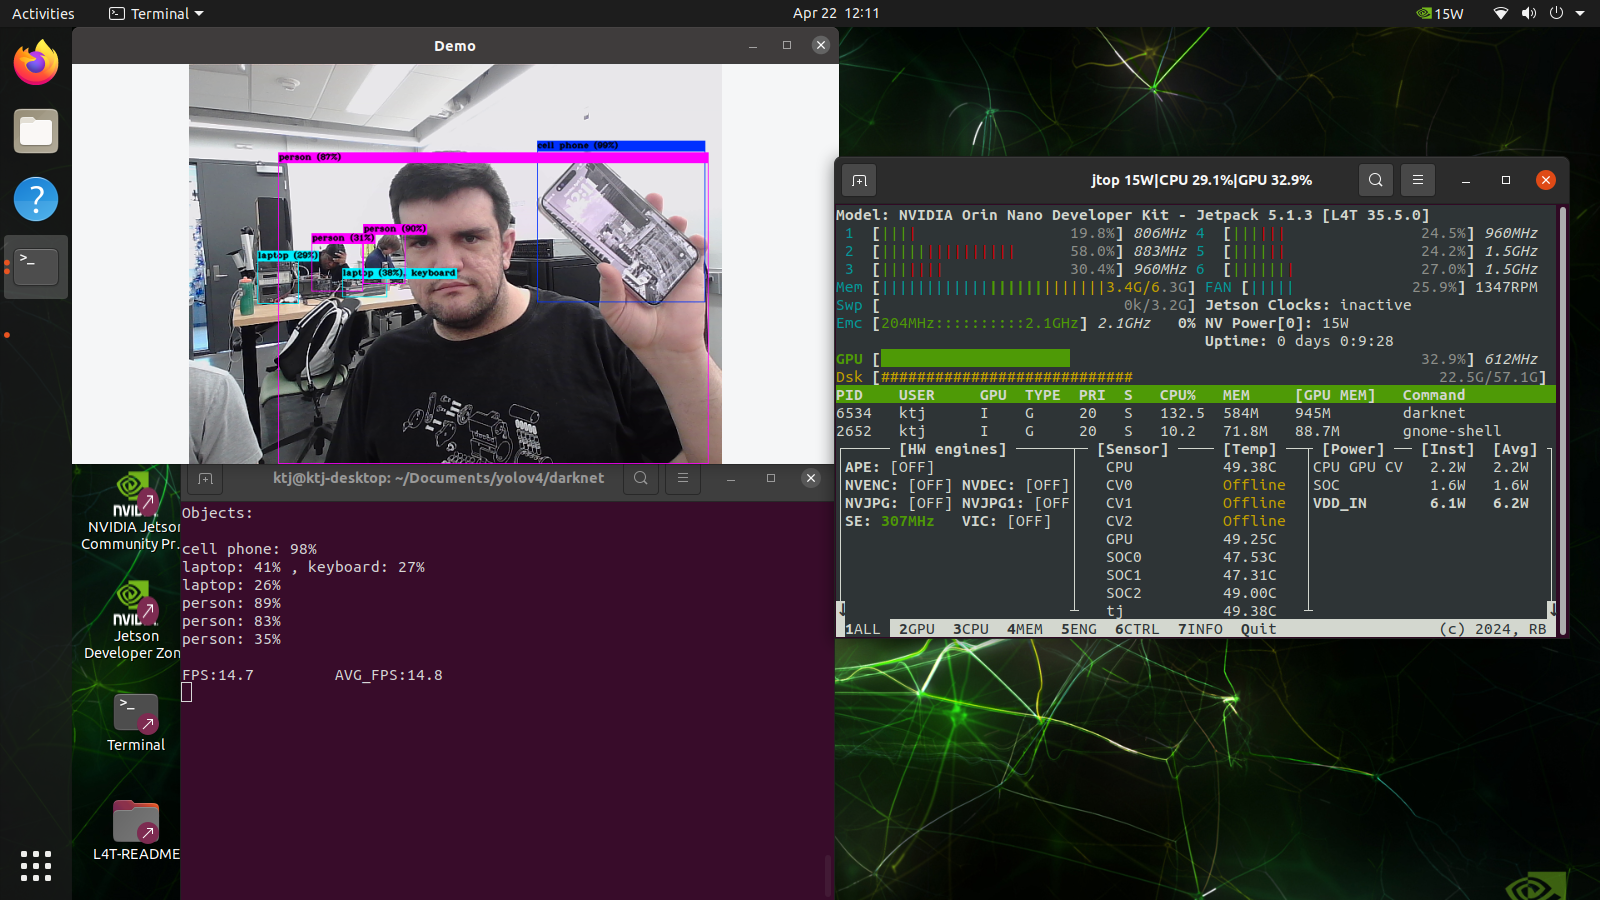 Activities
Terminal
Apr 22 12:11
15W
Demo
cell phone (99%)
person (87%)
person (90%)
person (31%)
laptop (29%)
laptop (38%), keyboard
jtop 15W|CPU 29.1%|GPU 32.9%
Model: NVIDIA Orin Nano Developer Kit - Jetpack 5.1.3 [L4T 35.5.0]
1 [|||| 19.8%] 806MHz 4 [|||||| 24.5%] 960MHz
2 [||||||||||||||| 58.0%] 883MHz 5 [|||||| 24.2%] 1.5GHz
3 [||||||| 30.4%] 960MHz 6 [||||||| 27.0%] 1.5GHz
Mem [|||||||||||||||||||||||||3.4G/6.3G] FAN [||||| 25.9%] 1347RPM
Swp [ 0k/3.2G] Jetson Clocks: inactive
Emc [204MHz::::::::::2.1GHz] 2.1GHz 0% NV Power[0]: 15W
Uptime: 0 days 0:9:28
GPU [ 32.9%] 612MHz
Dsk [############################ 22.5G/57.1G]
PID USER GPU TYPE PRI S CPU% MEM [GPU MEM] Command
6534 ktj I G 20 S 132.5 584M 945M darknet
2652 ktj I G 20 S 10.2 71.8M 88.7M gnome-shell
[HW engines] [Sensor] [Temp] [Power] [Inst] [Avg]
APE: [OFF] CPU 49.38C CPU GPU CV 2.2W 2.2W
NVENC: [OFF] NVDEC: [OFF] CV0 Offline SOC 1.6W 1.6W
NVJPG: [OFF] NVJPG1: [OFF CV1 Offline VDD_IN 6.1W 6.2W
SE: 307MHz VIC: [OFF] CV2 Offline
GPU 49.25C
SOC0 47.53C
SOC1 47.31C
SOC2 49.00C
tj 49.38C
1ALL 2GPU 3CPU 4MEM 5ENG 6CTRL 7INFO Quit (c) 2024, RB
ktj@ktj-desktop: ~/Documents/yolov4/darknet
Objects:
cell phone: 98%
laptop: 41% , keyboard: 27%
laptop: 26%
person: 89%
person: 83%
person: 35%
FPS:14.7 AVG_FPS:14.8
NVIDIA Jetson
Community Pr…
Jetson
Developer Zon
Terminal
L4T-README